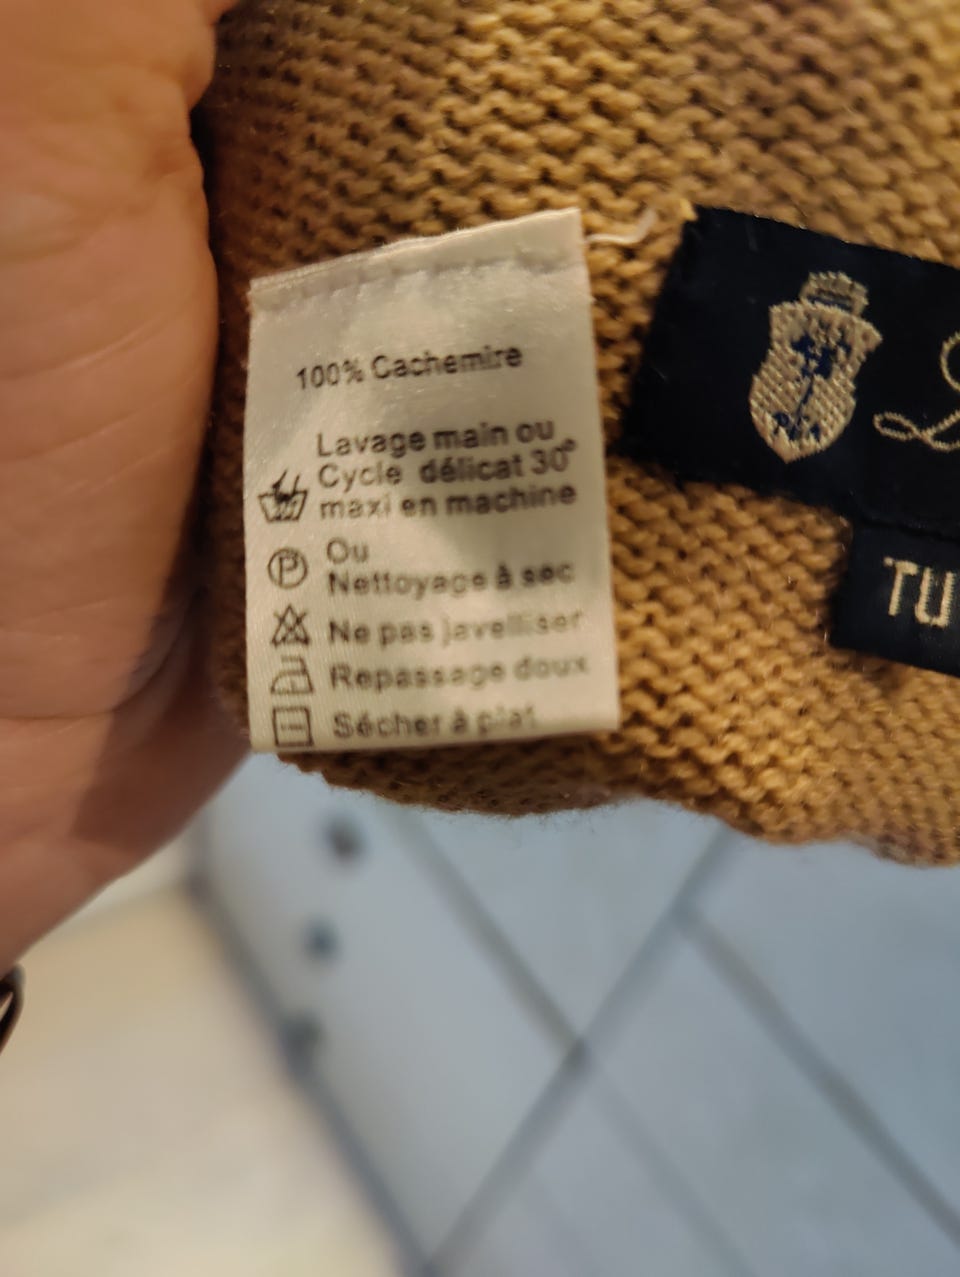 100% Cachemire
Lavage main ou
Cycle délicat 30°
maxi en machine
Ou
Nettoyage à sec
Ne pas javelliser
Repassage doux
Sécher à plat
P
TU